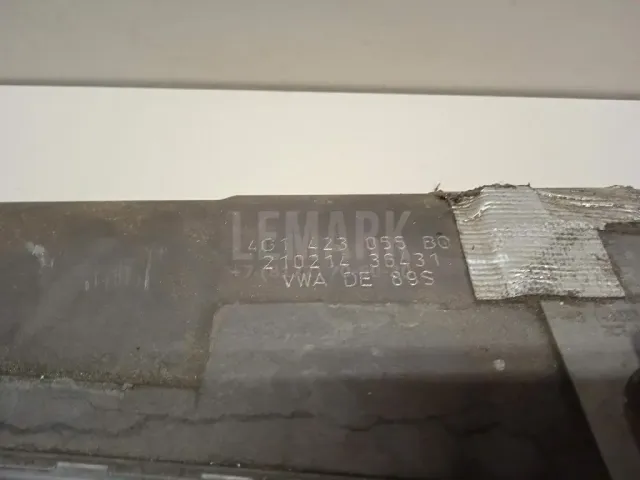 LEMARK
4G1 423 055 BQ
210214 36431
VWA DE 89S